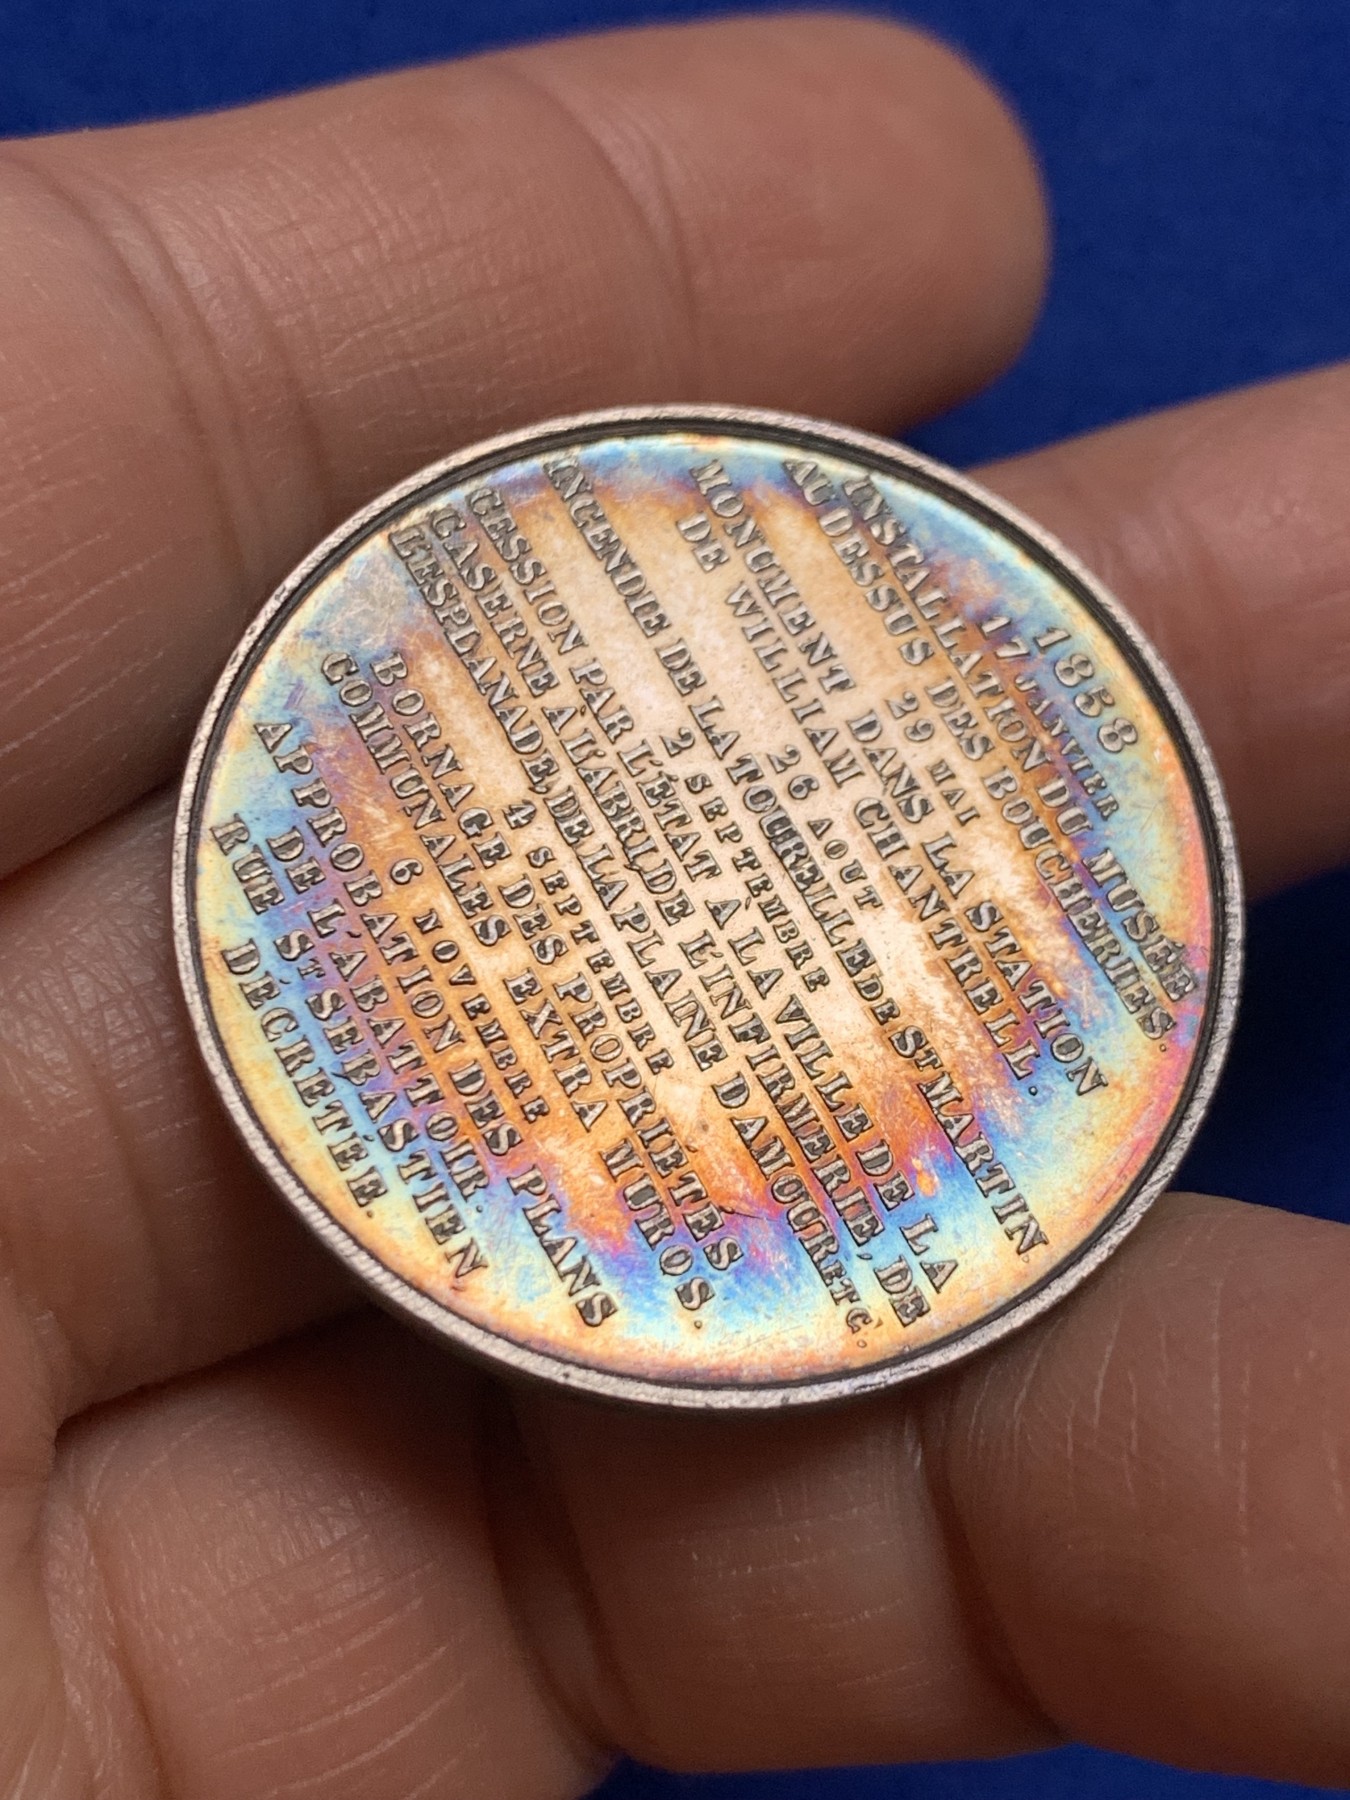 1858
17 JANVIER
INSTALLATION DU MUSÉE
AU DESSUS DES BOUCHERIES.
29 MAI
MONUMENT DANS LA STATION
DE WILLIAM CHANTRELL.
26 AOUT
INCENDIE DE LA TOURELLE DE ST MARTIN.
2 SEPTEMBRE
CESSION PAR L'ÉTAT A LA VILLE DE LA
CASERNE A L'ABRI, DE L'INFIRMERIE, DE
L'ESPLANADE, DE LA PLAINE D'AMOUR ETC.
4 SEPTEMBRE
BORNAGE DES PROPRIÉTES
COMMUNALES EXTRA MUROS.
6 NOVEMBRE
APPROBATION DES PLANS
DE L'ABATTOIR.
RUE ST SÉBASTIEN
DÉCRETÉE.